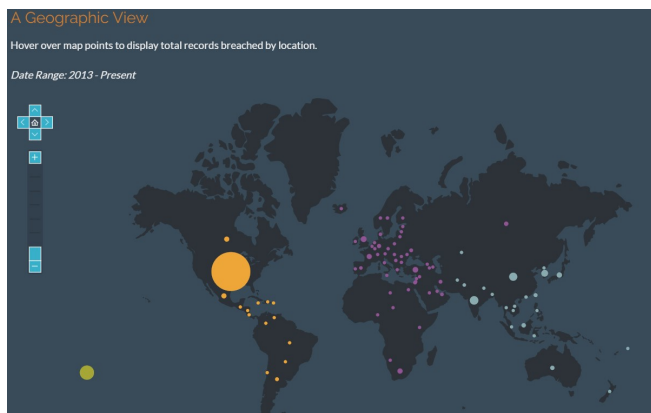 A Geographic View
Hover over map points to display total records breached by location.
Date Range: 2013 - Present